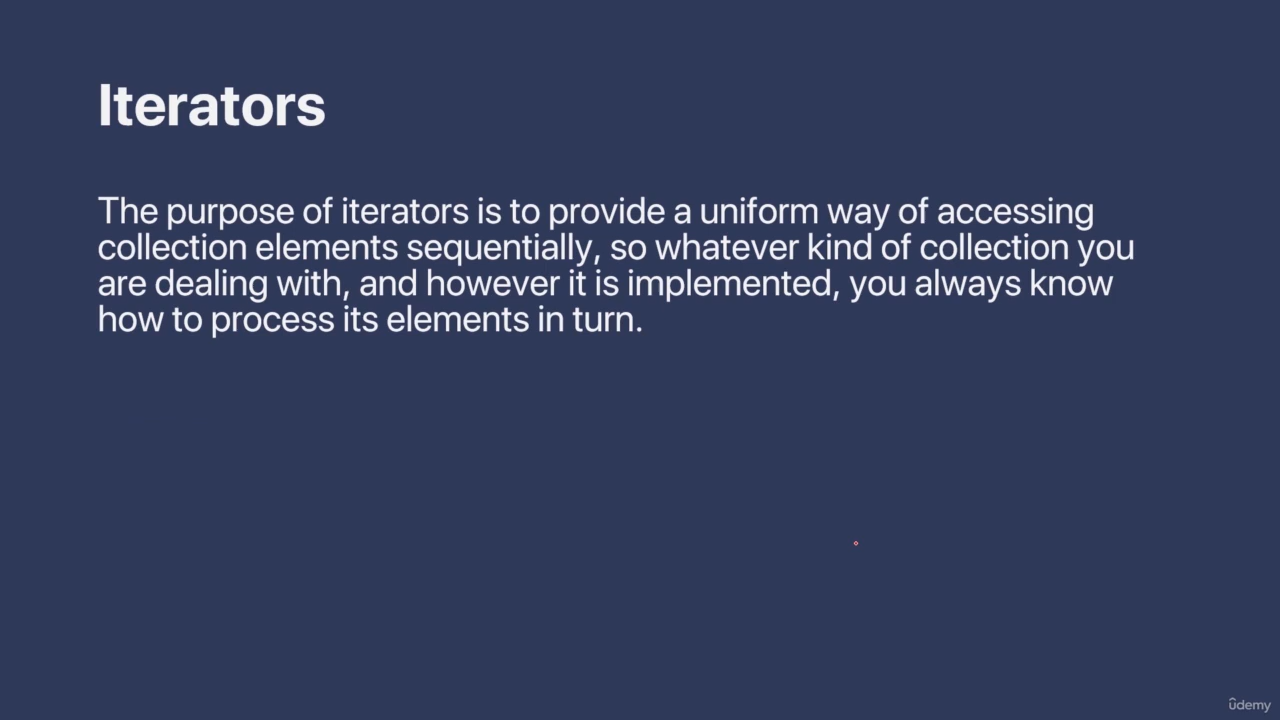 Iterators
The purpose of iterators is to provide a uniform way of accessing
collection elements sequentially, so whatever kind of collection you
are dealing with, and however it is implemented, you always know
how to process its elements in turn.
udemy